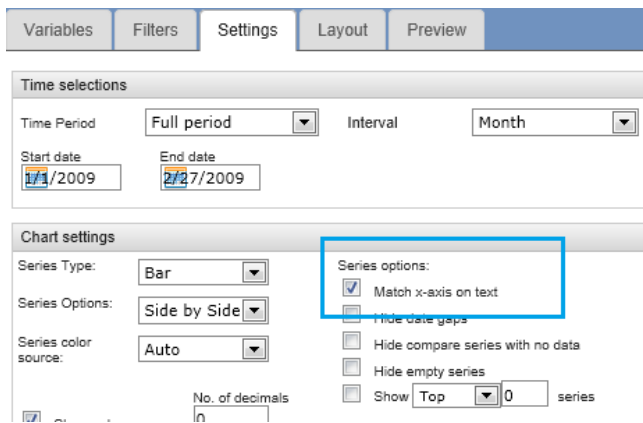 Variables Filters Settings Layout Preview
Time selections
Time Period Full period Interval Month
Start date End date
1/1/2009 2/27/2009
Chart settings
Series Type: Bar Series options:
Match x-axis on text
Series Options: Side by Side
Hide date gaps
Series color source: Auto Hide compare series with no data
Hide empty series
No. of decimals Show Top 0 series
0